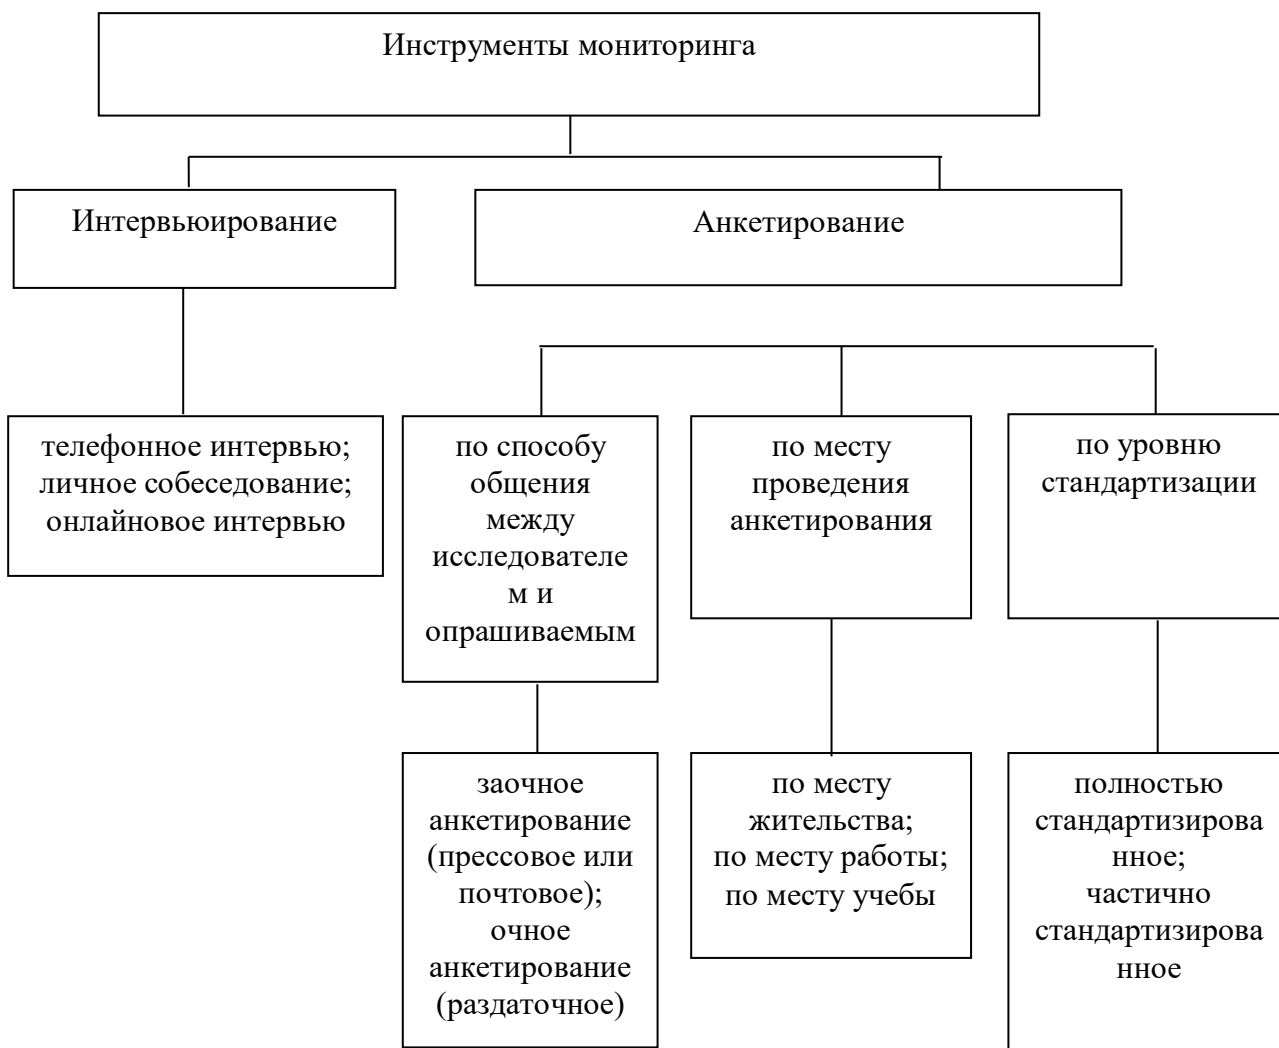 Инструменты мониторинга
Интервьюирование
Анкетирование
телефонное интервью;
личное собеседование;
онлайновое интервью
по способу
общения
между
исследователе
м и
опрашиваемым
по месту
проведения
анкетирования
по уровню
стандартизации
заочное
анкетирование
(прессовое или
почтовое);
очное
анкетирование
(раздаточное)
по месту
жительства;
по месту работы;
по месту учебы
полностью
стандартизирова
нное;
частично
стандартизирова
нное